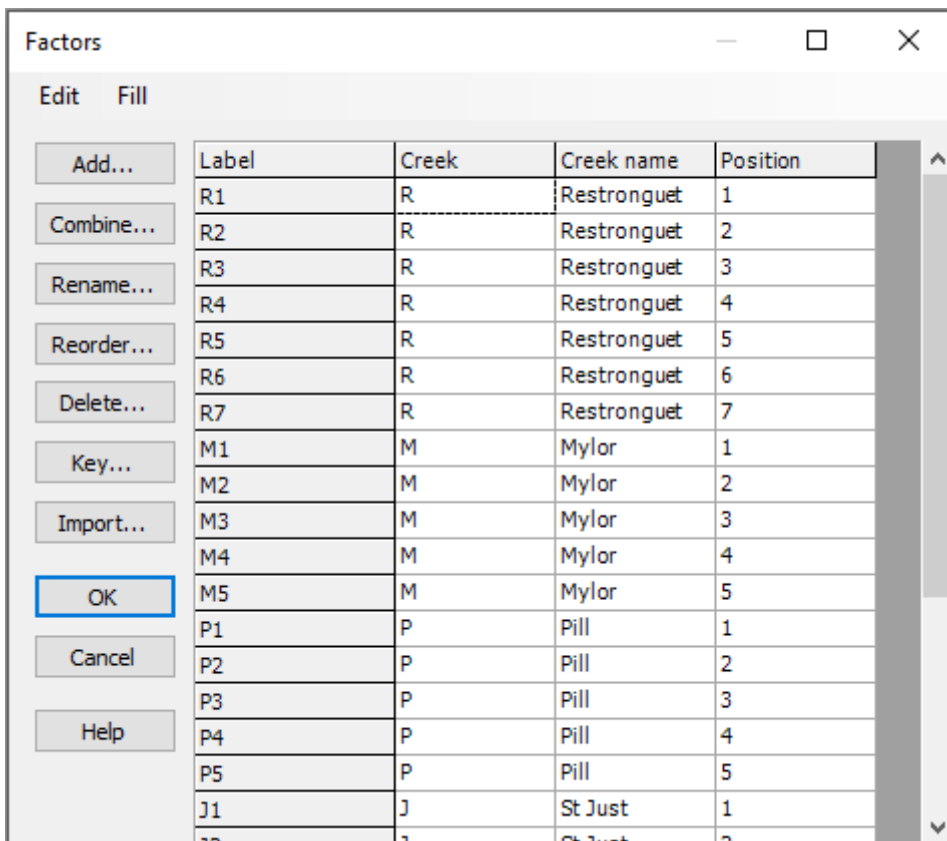 Factors
Edit Fill
Add...
Combine...
Rename...
Reorder...
Delete...
Key...
Import...
OK
Cancel
Help
Label Creek Creek name Position
R1 R Restronguet 1
R2 R Restronguet 2
R3 R Restronguet 3
R4 R Restronguet 4
R5 R Restronguet 5
R6 R Restronguet 6
R7 R Restronguet 7
M1 M Mylor 1
M2 M Mylor 2
M3 M Mylor 3
M4 M Mylor 4
M5 M Mylor 5
P1 P Pill 1
P2 P Pill 2
P3 P Pill 3
P4 P Pill 4
P5 P Pill 5
J1 J St Just 1